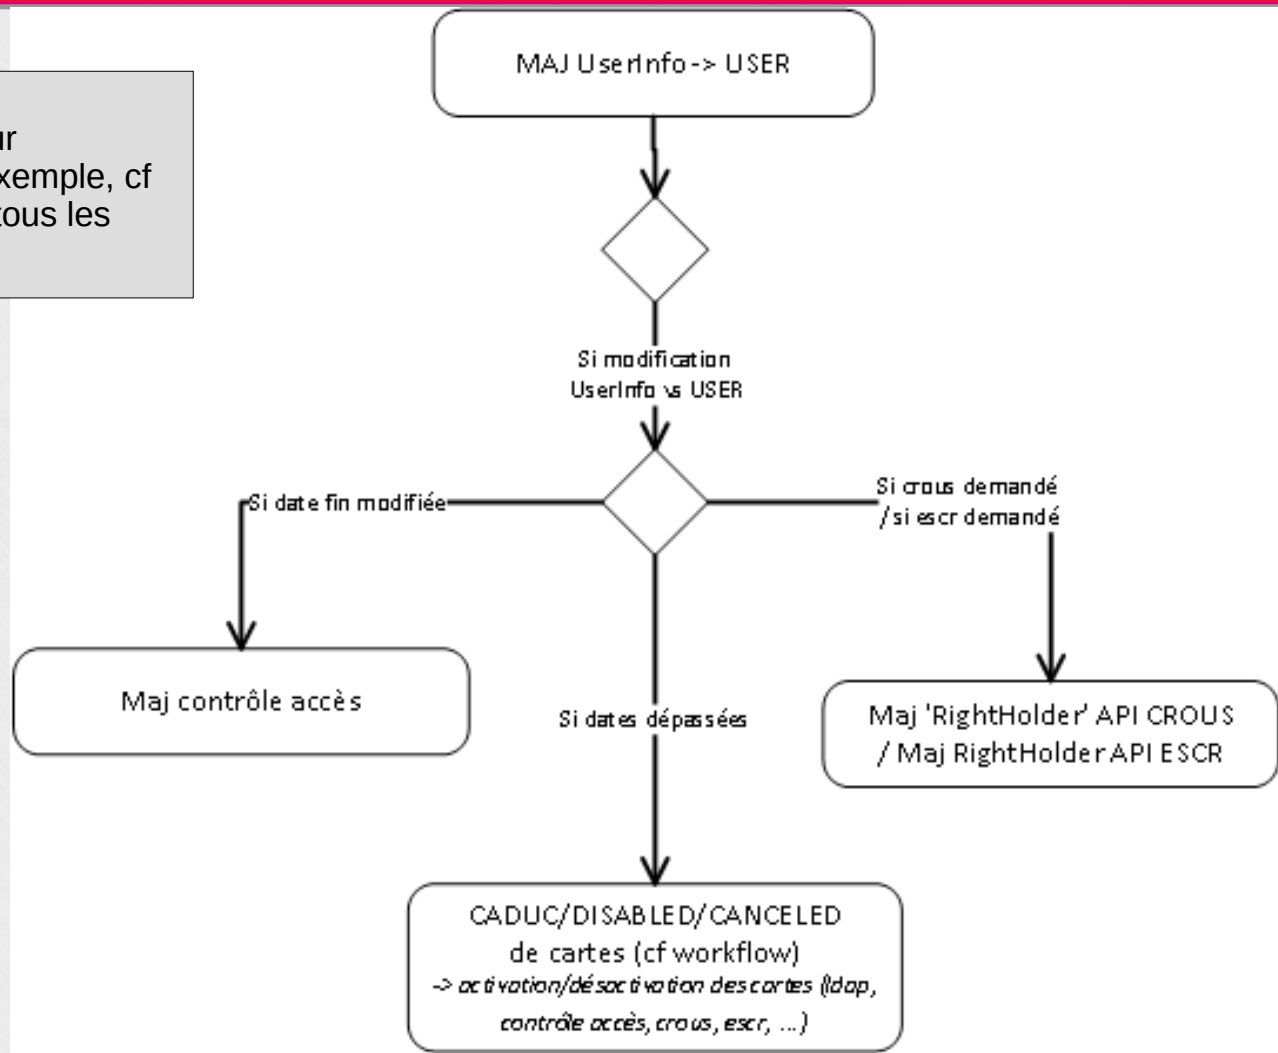 MAJ UserInfo-> USER
ur
xemple, cf
tous les
Si modification
UserInfo vs USER
Si date fin modifiée
Si crous demandé
/ si escr demandé
Maj contrôle accès
Si dates dépassées
Maj 'RightHolder' API CROUS
/ Maj RightHolder API ESCR
CADUC/DISABLED/CANCELED
de cartes (cf workflow)
-> activation/désactivation des cartes (ldap,
contrôle accès, crous, escr, ...)